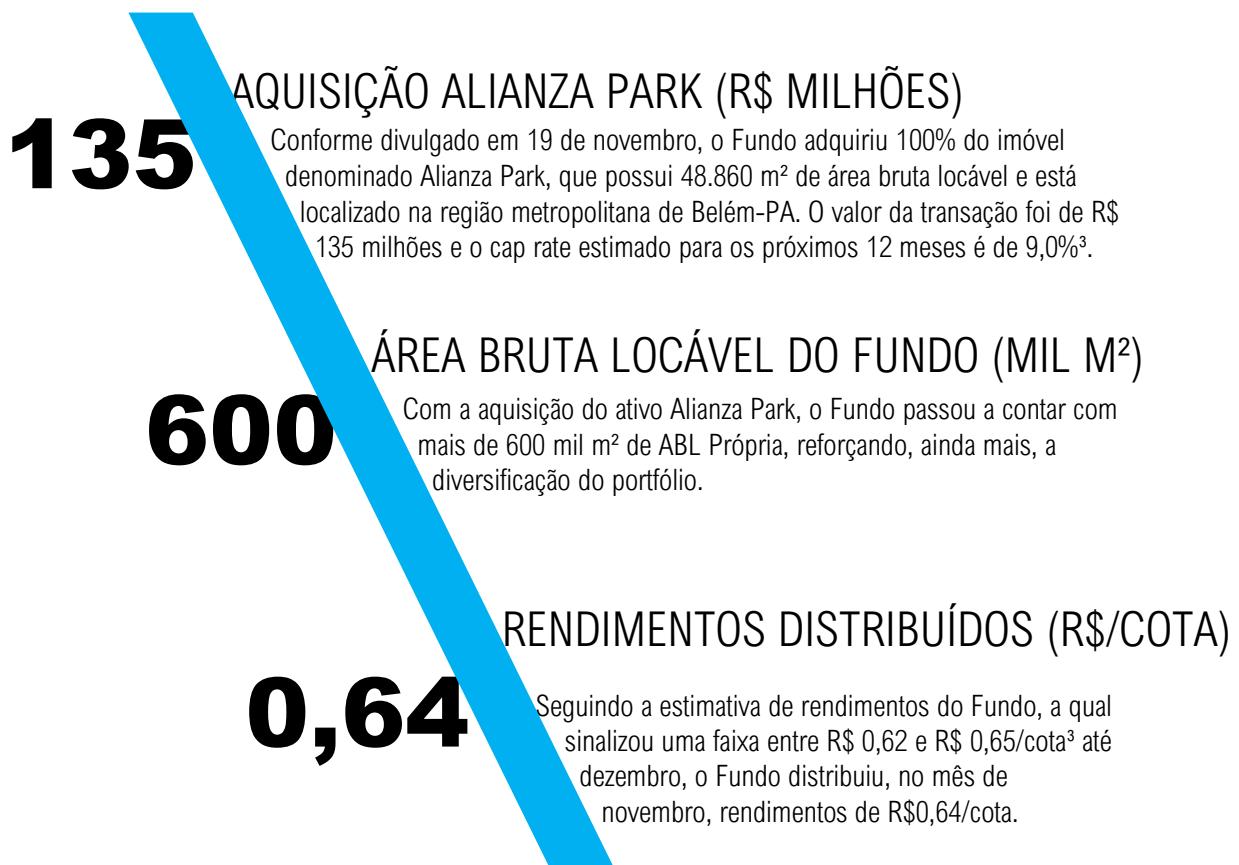 AQUISIÇÃO ALIANZA PARK (R$ MILHÕES)
135
Conforme divulgado em 19 de novembro, o Fundo adquiriu 100% do imóvel
denominado Alianza Park, que possui 48.860 m² de área bruta locável e está
localizado na região metropolitana de Belém-PA. O valor da transação foi de R$
135 milhões e o cap rate estimado para os próximos 12 meses é de 9,0%³.
ÁREA BRUTA LOCÁVEL DO FUNDO (MIL M²)
600
Com a aquisição do ativo Alianza Park, o Fundo passou a contar com
mais de 600 mil m² de ABL Própria, reforçando, ainda mais, a
diversificação do portfólio.
RENDIMENTOS DISTRIBUÍDOS (R$/COTA)
0,64
Seguindo a estimativa de rendimentos do Fundo, a qual
sinalizou uma faixa entre R$ 0,62 e R$ 0,65/cota³ até
dezembro, o Fundo distribuiu, no mês de
novembro, rendimentos de R$0,64/cota.